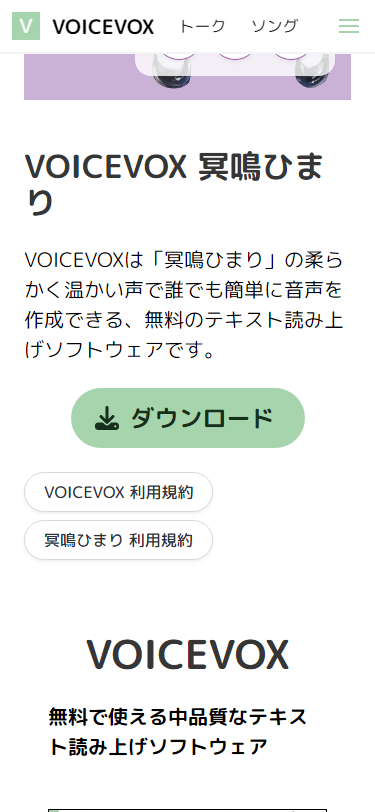 V VOICEVOX トーク ソング
VOICEVOX 冥鳴ひま
り
VOICEVOXは「冥鳴ひまり」の柔ら
かく温かい声で誰でも簡単に音声を
作成できる、無料のテキスト読み上
げソフトウェアです。
ダウンロード
VOICEVOX 利用規約
冥鳴ひまり 利用規約
VOICEVOX
無料で使える中品質なテキス
ト読み上げソフトウェア